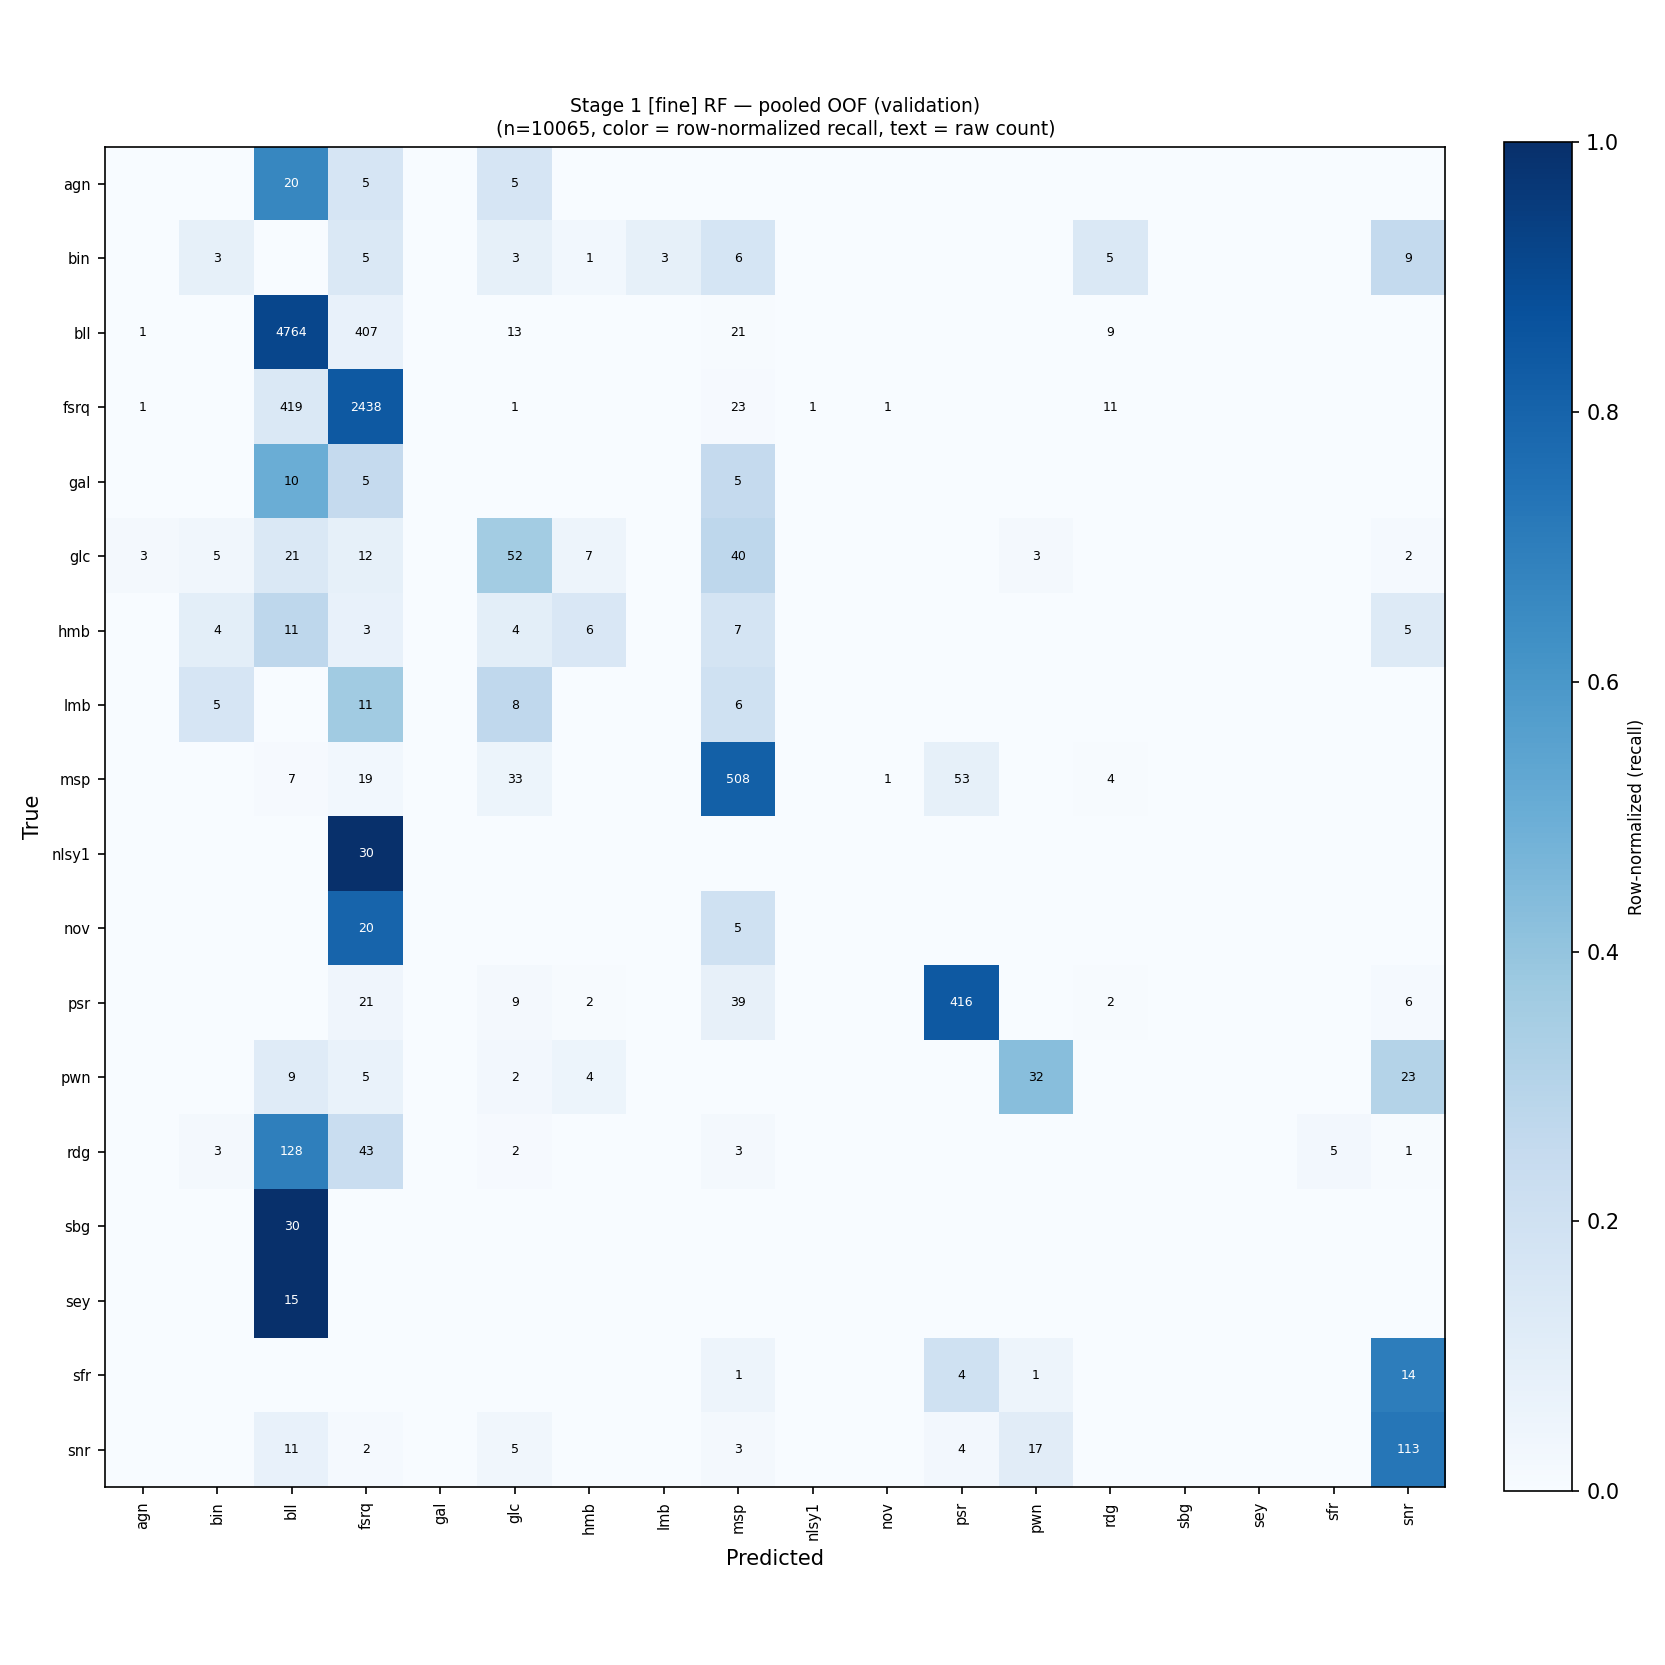 Stage 1 [fine] RF — pooled OOF (validation)
(n=10065, color = row-normalized recall, text = raw count)
agn 20 5 5
bin 3 5 3 1 3 6 5 9
bll 1 4764 407 13 21 9
fsrq 1 419 2438 1 23 1 1 11
gal 10 5 5
glc 3 5 21 12 52 7 40 3 2
hmb 4 11 3 4 6 7 5
lmb 5 11 8 6
msp 7 19 33 508 1 53 4
nlsy1 30
nov 20 5
psr 21 9 2 39 416 2 6
pwn 9 5 2 4 32 23
rdg 3 128 43 2 3 5 1
sbg 30
sey 15
sfr 1 4 1 14
snr 11 2 5 3 4 17 113
agn bin bll fsrq gal glc hmb lmb msp nlsy1 nov psr pwn rdg sbg sey sfr snr
Predicted
True
1.0
0.8
0.6
0.4
0.2
0.0
Row-normalized (recall)